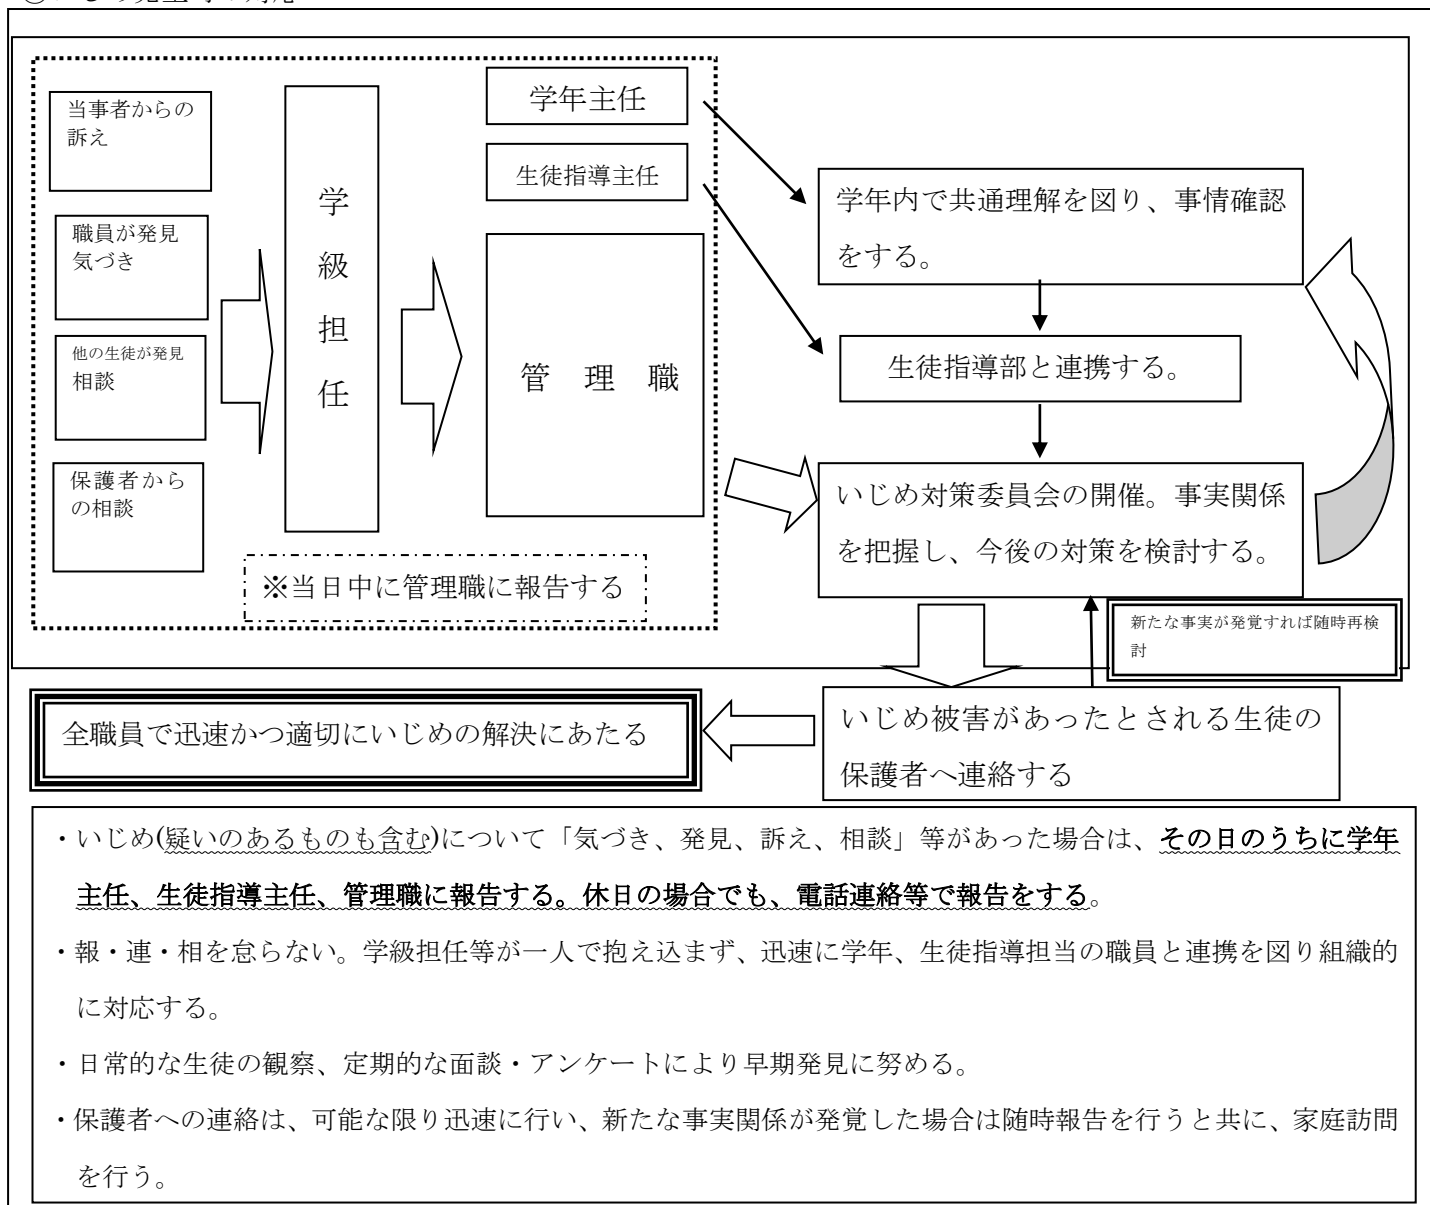 当事者からの
訴え
職員が発見
気づき
他の生徒が発見
相談
保護者から
の相談
学級担任
学年主任
生徒指導主任
管理職
※当日中に管理職に報告する
学年内で共通理解を図り、事情確認
をする。
生徒指導部と連携する。
いじめ対策委員会の開催。事実関係
を把握し、今後の対策を検討する。
新たな事実が発覚すれば随時再検
討
いじめ被害があったとされる生徒の
保護者へ連絡する
全職員で迅速かつ適切にいじめの解決にあたる
・いじめ(疑いのあるものも含む)について「気づき、発見、訴え、相談」等があった場合は、その日のうちに学年
主任、生徒指導主任、管理職に報告する。休日の場合でも、電話連絡等で報告をする。
・報・連・相を怠らない。学級担任等が一人で抱え込まず、迅速に学年、生徒指導担当の職員と連携を図り組織的
に対応する。
・日常的な生徒の観察、定期的な面談・アンケートにより早期発見に努める。
・保護者への連絡は、可能な限り迅速に行い、新たな事実関係が発覚した場合は随時報告を行うと共に、家庭訪問
を行う。